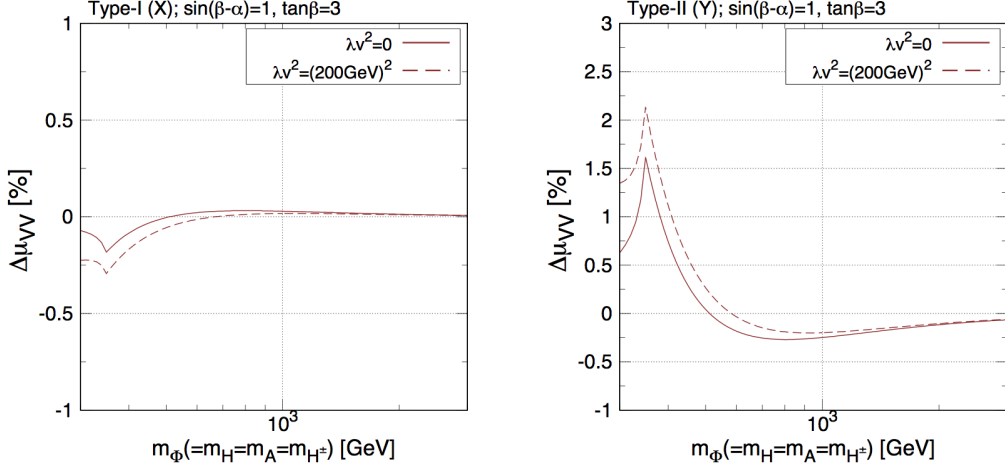 Type-I (X); sin(β-α)=1, tanβ=3
1
0.5
0
-0.5
-1
Δμ_VV [%]
λv²=0
λv²=(200GeV)²
10³
m_Φ(=m_H=m_A=m_H±) [GeV]
Type-II (Y); sin(β-α)=1, tanβ=3
3
2.5
2
1.5
1
0.5
0
-0.5
-1
Δμ_VV [%]
λv²=0
λv²=(200GeV)²
10³
m_Φ(=m_H=m_A=m_H±) [GeV]